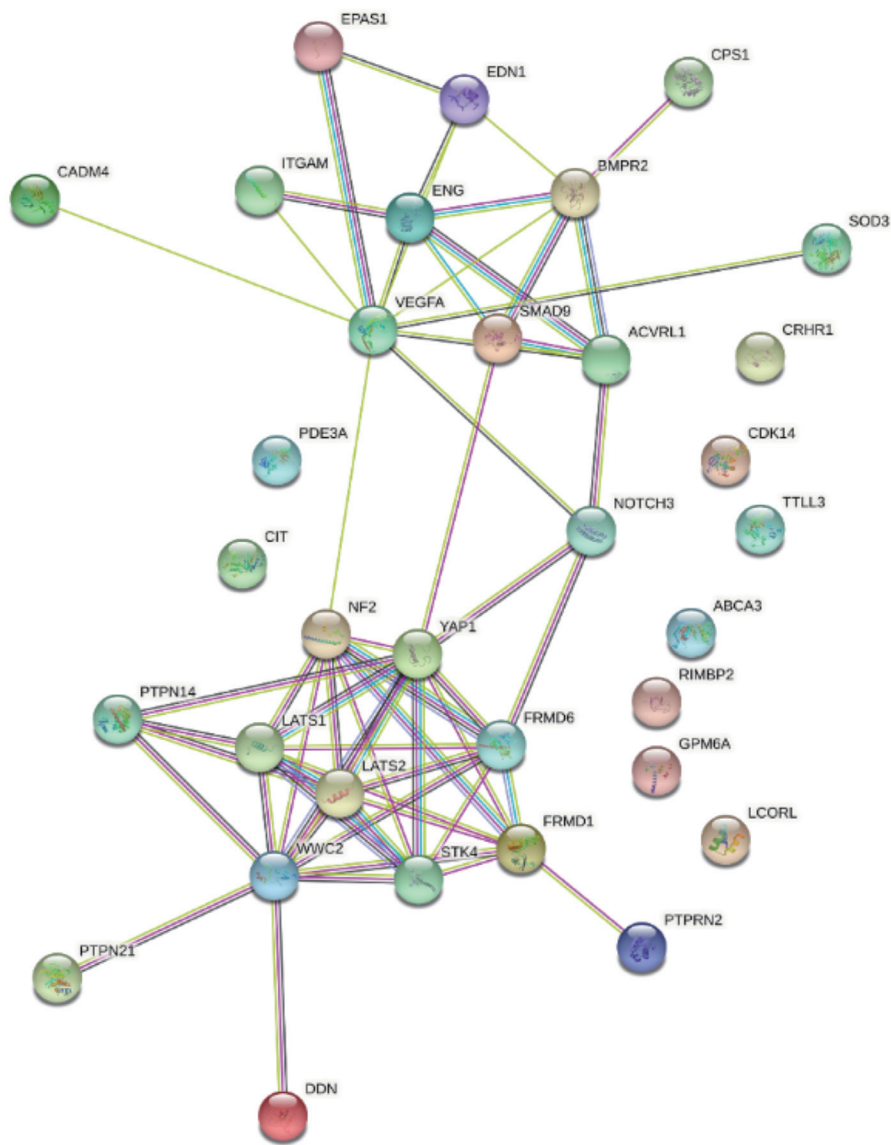 EPAS1
EDN1
CPS1
CADM4
ITGAM
ENG
BMPR2
SOD3
VEGFA
SMAD9
ACVRL1
CRHR1
PDE3A
CDK14
NOTCH3
TTLL3
CIT
NF2
YAP1
ABCA3
PTPN14
LATS1
FRMD6
RIMBP2
LATS2
GPM6A
WWC2
STK4
FRMD1
LCORL
PTPN21
PTPRN2
DDN